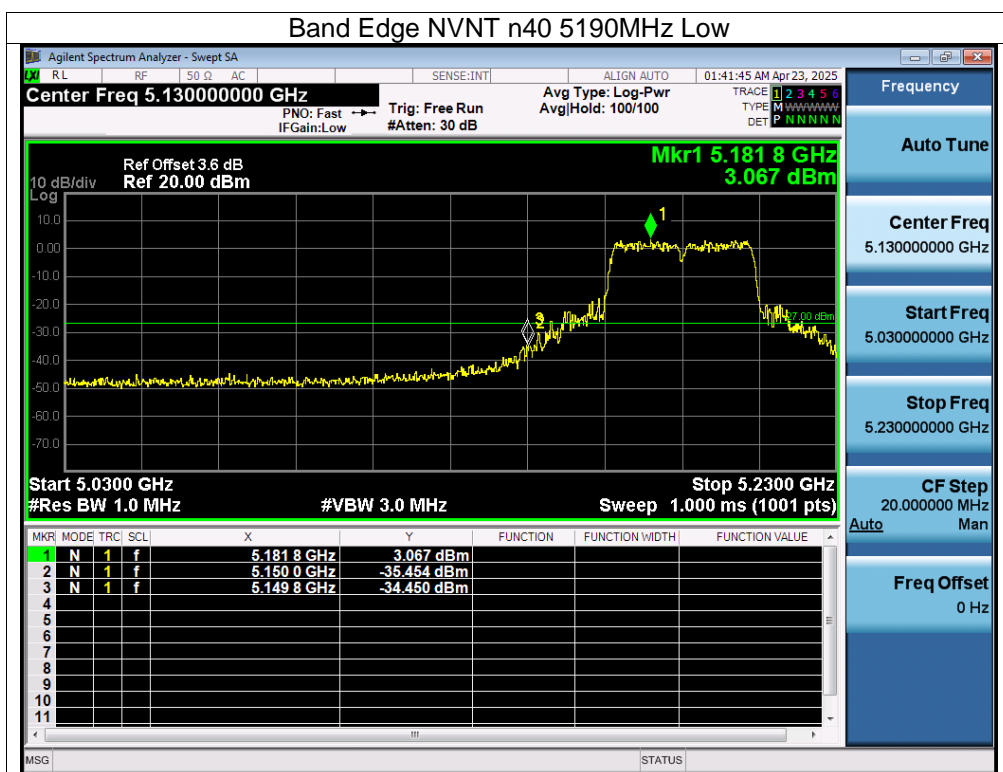 Band Edge NVNT n40 5190MHz Low
Agilent Spectrum Analyzer - Swept SA
LXI RL RF 50 Ω AC SENSE:INT ALIGN AUTO 01:41:45 AM Apr 23, 2025
Center Freq 5.130000000 GHz
PNO: Fast
IFGain:Low
Trig: Free Run
#Atten: 30 dB
Avg Type: Log-Pwr
Avg|Hold: 100/100
TRACE 1 2 3 4 5 6
TYPE M WWWWW
DET P N N N N N
Ref Offset 3.6 dB
10 dB/div Ref 20.00 dBm
Log
Mkr1 5.181 8 GHz
3.067 dBm
10.0
0.00
-10.0
-20.0
-30.0
-40.0
-50.0
-60.0
-70.0
1
3
-27.00 dBm
Start 5.0300 GHz Stop 5.2300 GHz
#Res BW 1.0 MHz #VBW 3.0 MHz Sweep 1.000 ms (1001 pts)
MKR MODE TRC SCL X Y FUNCTION FUNCTION WIDTH FUNCTION VALUE
1 N 1 f 5.181 8 GHz 3.067 dBm
2 N 1 f 5.150 0 GHz -35.454 dBm
3 N 1 f 5.149 8 GHz -34.450 dBm
4
5
6
7
8
9
10
11
MSG STATUS
Frequency
Auto Tune
Center Freq
5.130000000 GHz
Start Freq
5.030000000 GHz
Stop Freq
5.230000000 GHz
CF Step
20.000000 MHz
Auto Man
Freq Offset
0 Hz